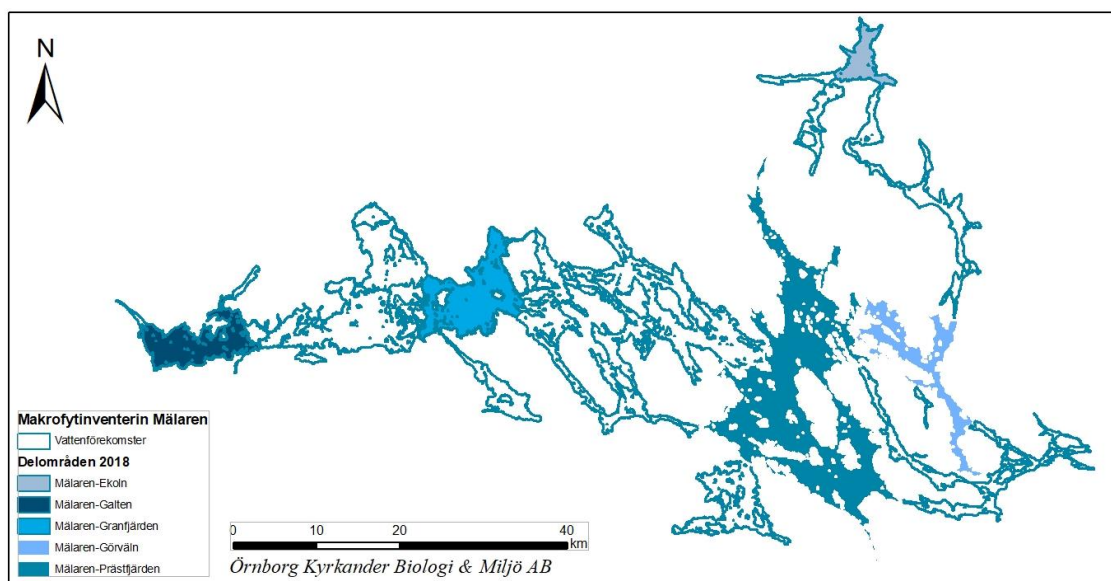 N
Makrofytinventerin Mälaren
Vattenförekomster
Delområden 2018
Mälaren-Ekoln
Mälaren-Galten
Mälaren-Granfjärden
Mälaren-Görväln
Mälaren-Prästfjärden
0 10 20 40
km
Örnborg Kyrkander Biologi & Miljö AB